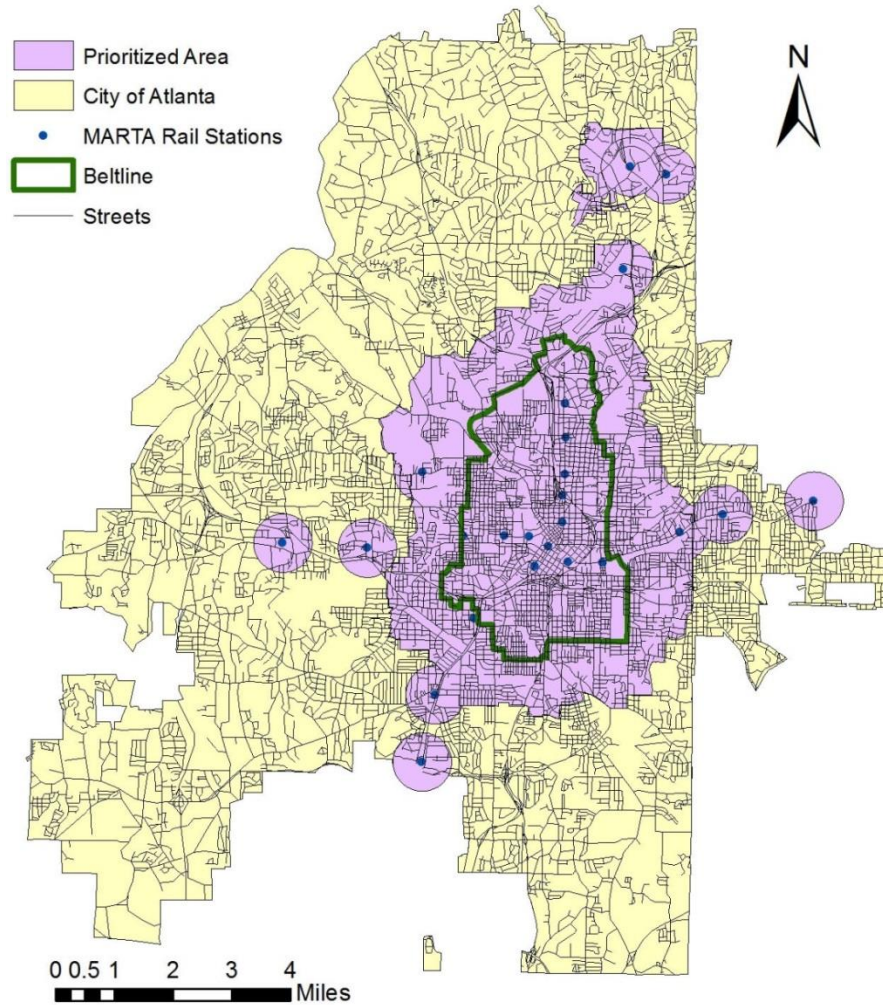 Prioritized Area
City of Atlanta
MARTA Rail Stations
Beltline
Streets
N
0 0.5 1 2 3 4
Miles